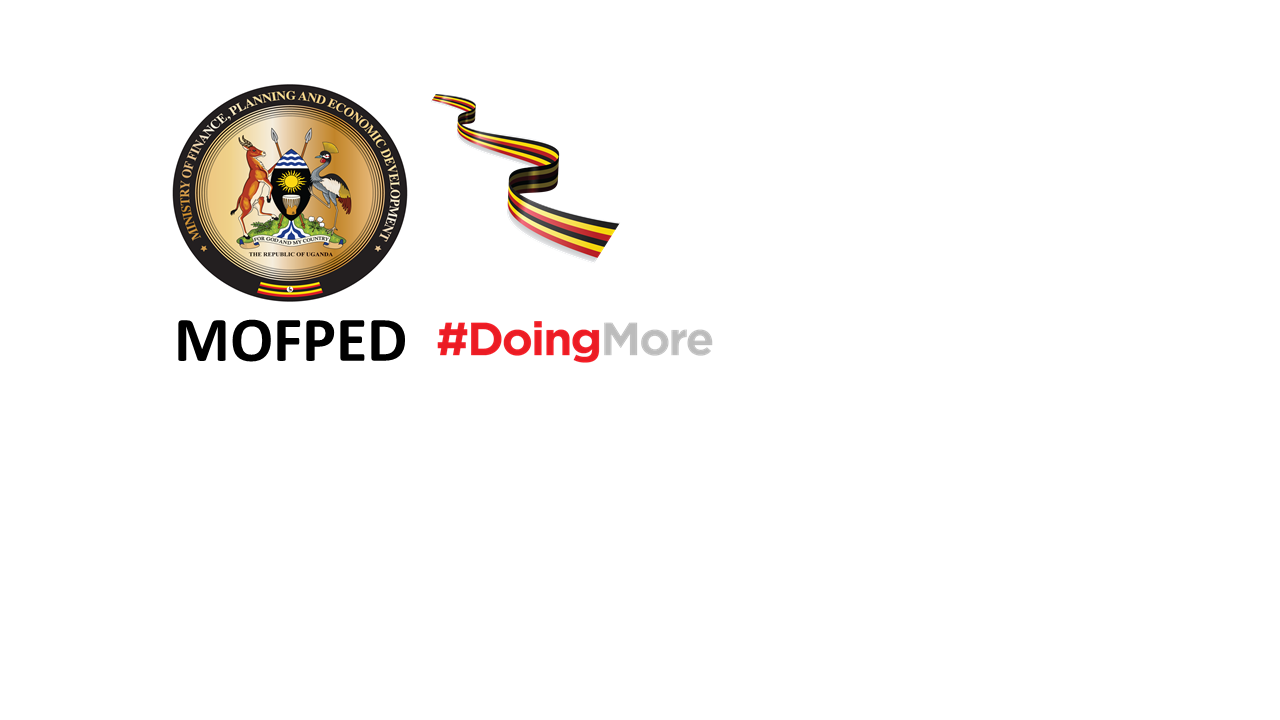 MINISTRY OF FINANCE, PLANNING AND ECONOMIC DEVELOPMENT
FOR GOD AND MY COUNTRY
THE REPUBLIC OF UGANDA
MOFPED
#DoingMore